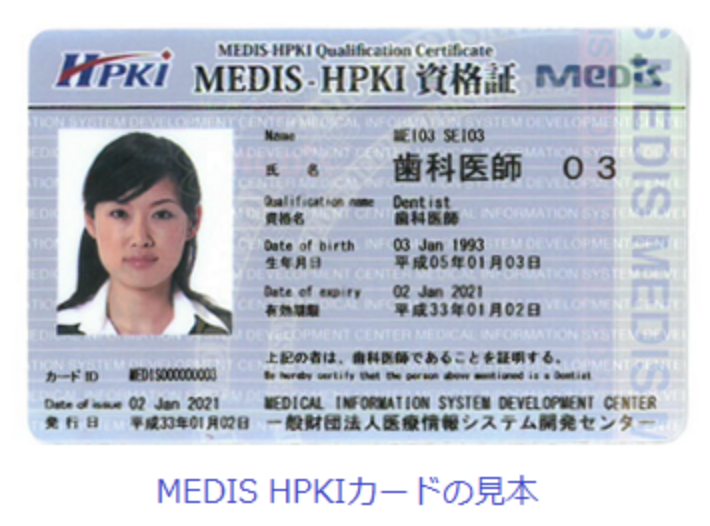 MEDIS-HPKI Qualification Certificate
HPKI MEDIS-HPKI 資格証 MEDIS
Name ME103 SE103
氏 名 歯科医師 03
Qualification name Dentist
資格名 歯科医師
Date of birth 03 Jan 1993
生年月日 平成05年01月03日
Date of expiry 02 Jan 2021
有効期限 平成33年01月02日
上記の者は、歯科医師であることを証明する。
We hereby certify that the person above mentioned is a Dentist
カード ID MEDIS000000003
Date of issue 02 Jan 2021
発 行 日 平成33年01月02日
MEDICAL INFORMATION SYSTEM DEVELOPMENT CENTER
一般財団法人医療情報システム開発センター
MEDIS MEDIS
MEDIS HPKIカードの見本